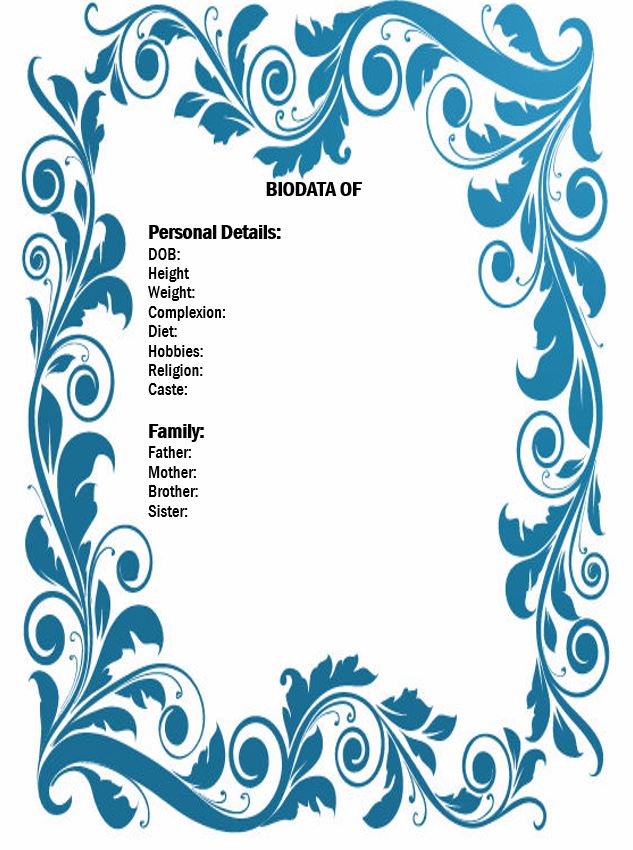 BIODATA OF
Personal Details:
DOB:
Height
Weight:
Complexion:
Diet:
Hobbies:
Religion:
Caste:
Family:
Father:
Mother:
Brother:
Sister: